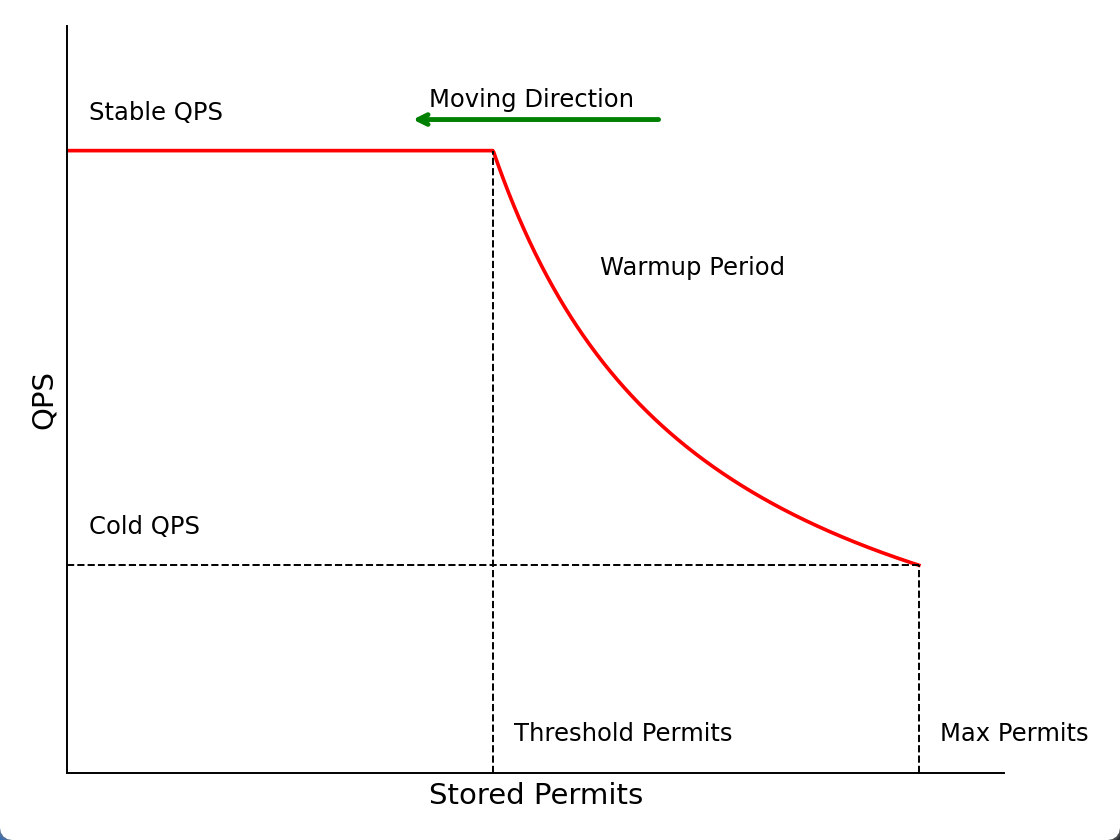 Moving Direction
Stable QPS
Warmup Period
QPS
Cold QPS
Threshold Permits
Max Permits
Stored Permits